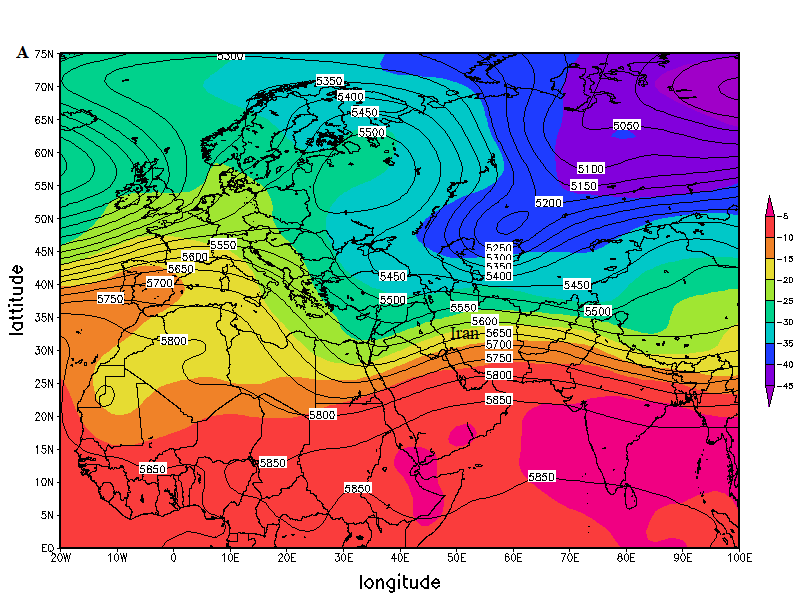 A
75N
70N
65N
60N
55N
50N
45N
40N
35N
30N
25N
20N
15N
10N
5N
EQ
lattitude
5300
5350
5400
5450
5500
5050
5100
5150
5200
5550
5600
5650
5700
5750
5250
5300
5350
5400
5450
5500
5450
5500
5550
5600
5650
5700
5750
5800
5850
Iran
5800
5800
5850
5850
5850
5850
20W 10W 0 10E 20E 30E 40E 50E 60E 70E 80E 90E 100E
longitude
-5
-10
-15
-20
-25
-30
-35
-40
-45